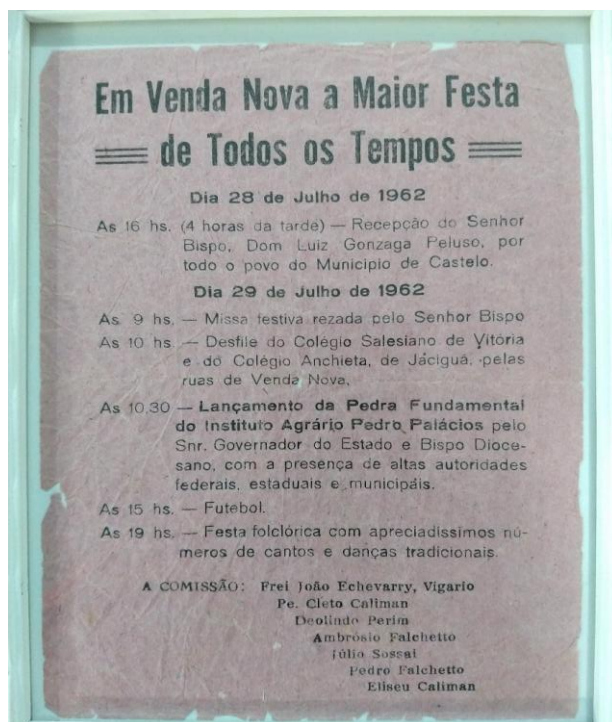 Em Venda Nova a Maior Festa
de Todos os Tempos
Dia 28 de Julho de 1962
As 16 hs. (4 horas da tarde) — Recepção do Senhor
Bispo, Dom Luiz Gonzaga Peluso, por
todo o povo do Municipio de Castelo.
Dia 29 de Julho de 1962
As 9 hs. — Missa festiva rezada pelo Senhor Bispo
As 10 hs. — Desfile do Colégio Salesiano de Vitória
e do Colégio Anchieta, de Jaciguá, pelas
ruas de Venda Nova.
As 10,30 — Lançamento da Pedra Fundamental
do Instituto Agrário Pedro Palácios pelo
Snr. Governador do Estado e Bispo Dioce-
sano, com a presença de altas autoridades
federais, estaduais e municipáis.
As 15 hs. — Futebol.
As 19 hs. — Festa folclórica com apreciadissimos nú-
meros de cantos e danças tradicionais.
A COMISSÃO: Frei João Echevarry, Vigario
Pe. Cleto Caliman
Deolindo Perim
Ambrósio Falchetto
Júlio Sossai
Pedro Falchetto
Eliseu Caliman